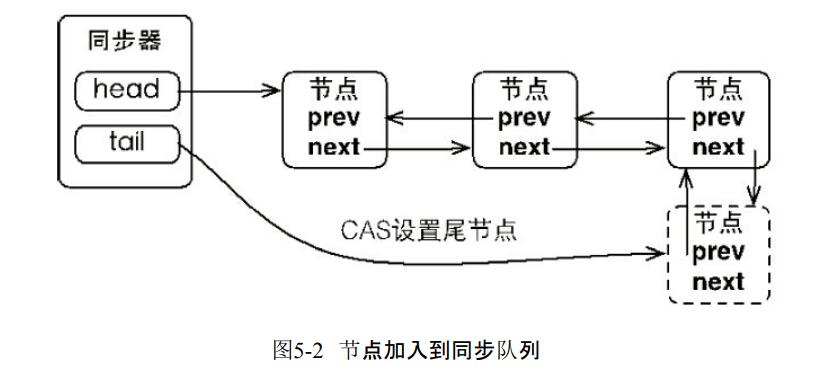 同步器
head
tail
节点
prev
next
节点
prev
next
节点
prev
next
CAS设置尾节点
节点
prev
next
图5-2 节点加入到同步队列